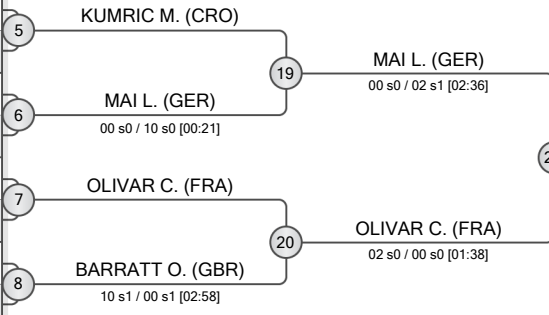 KUMRIC M. (CRO)
5
19
MAI L. (GER)
00 s0 / 02 s1 [02:36]
MAI L. (GER)
6
00 s0 / 10 s0 [00:21]
2
OLIVAR C. (FRA)
7
20
OLIVAR C. (FRA)
02 s0 / 00 s0 [01:38]
BARRATT O. (GBR)
8
10 s1 / 00 s1 [02:58]